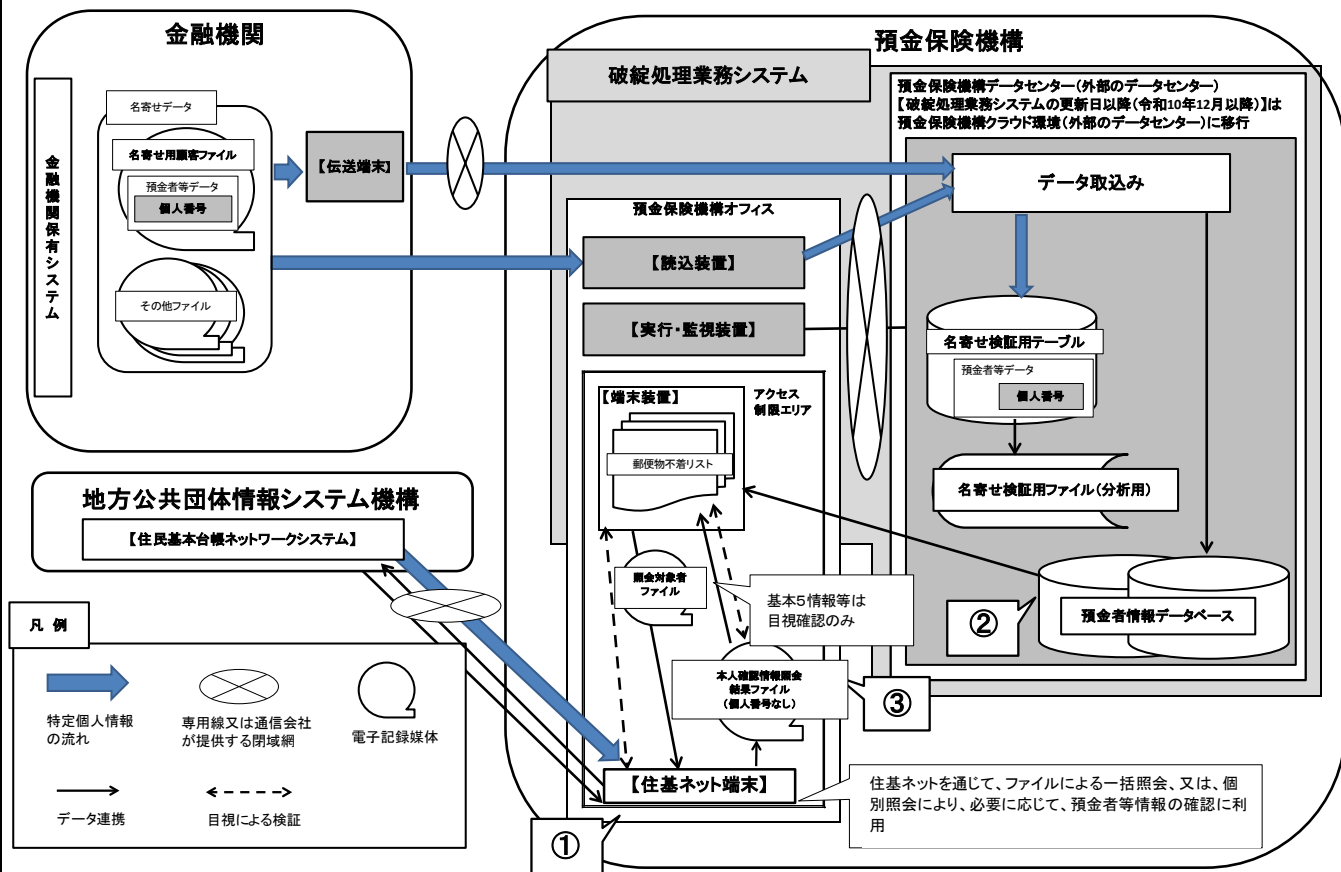 金融機関
金融機関保有システム
名寄せデータ
名寄せ用顧客ファイル
預金者等データ
個人番号
その他ファイル
【伝送端末】
預金保険機構
破綻処理業務システム
預金保険機構データセンター(外部のデータセンター)
【破綻処理業務システムの更新日以降(令和10年12月以降)】は
預金保険機構クラウド環境(外部のデータセンター)に移行
データ取込み
預金保険機構オフィス
【読込装置】
【実行・監視装置】
名寄せ検証用テーブル
預金者等データ
個人番号
名寄せ検証用ファイル(分析用)
預金者情報データベース
②
【端末装置】
アクセス
制限エリア
郵便物不着リスト
照会対象者
ファイル
基本5情報等は
目視確認のみ
本人確認情報照会
結果ファイル
(個人番号なし)
③
【住基ネット端末】
住基ネットを通じて、ファイルによる一括照会、又は、個
別照会により、必要に応じて、預金者等情報の確認に利
用
①
地方公共団体情報システム機構
【住民基本台帳ネットワークシステム】
凡 例
特定個人情報
の流れ
専用線又は通信会社
が提供する閉域網
電子記録媒体
データ連携
目視による検証